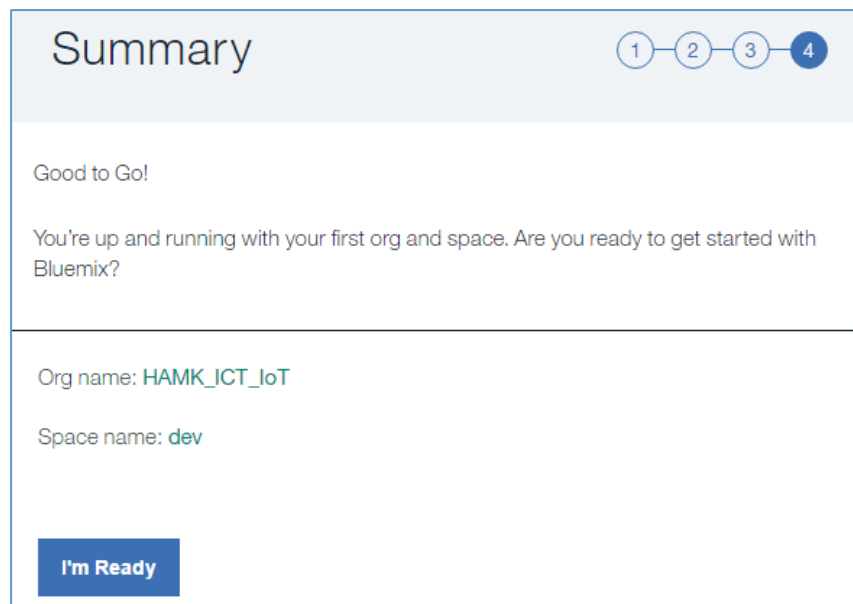 Summary
1 2 3 4
Good to Go!
You're up and running with your first org and space. Are you ready to get started with
Bluemix?
Org name: HAMK_ICT_IoT
Space name: dev
I'm Ready